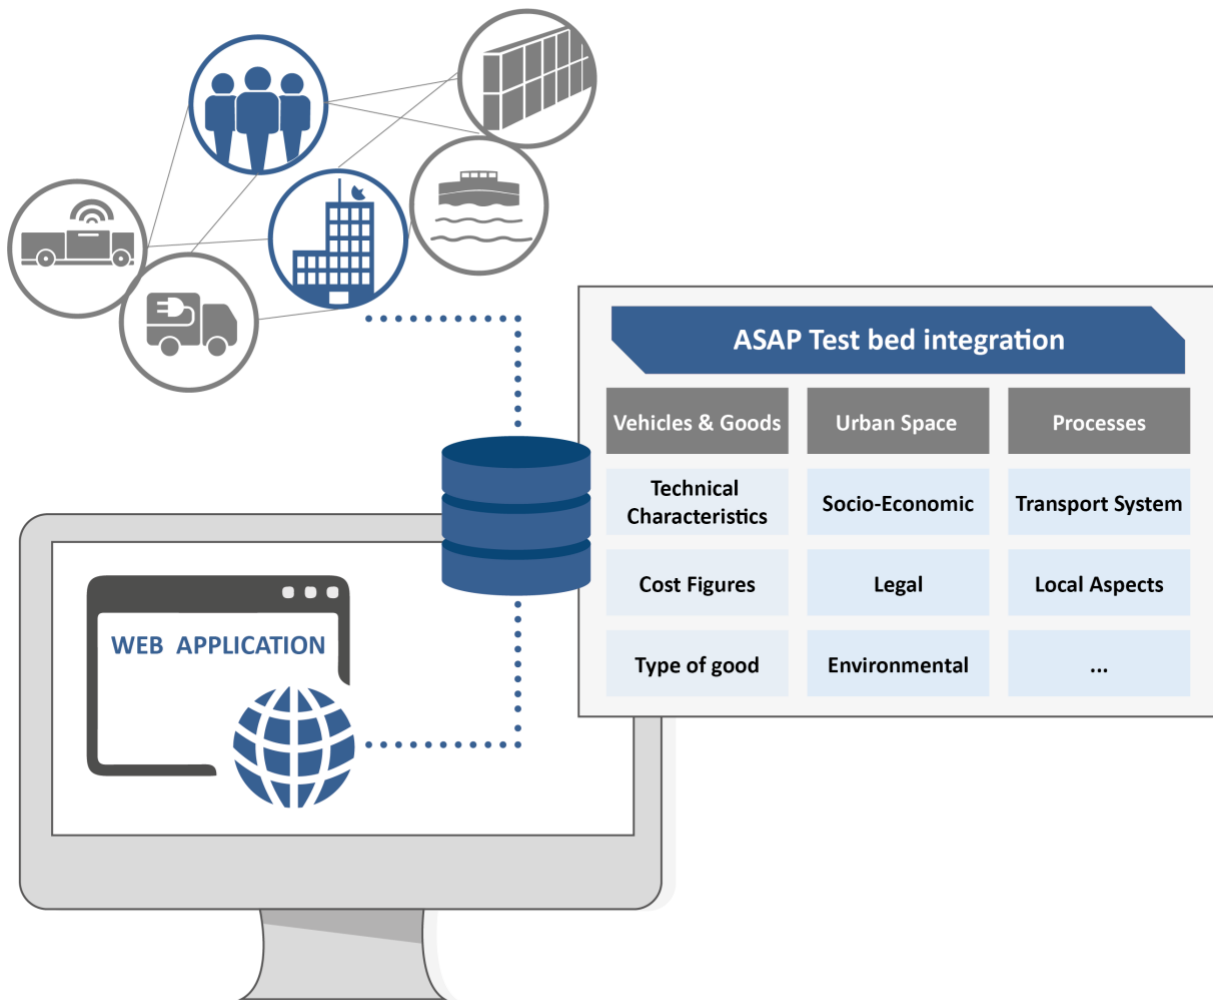 ASAP Test bed integration
Vehicles & Goods
Urban Space
Processes
Technical
Characteristics
Socio-Economic
Transport System
Cost Figures
Legal
Local Aspects
Type of good
Environmental
...
WEB APPLICATION